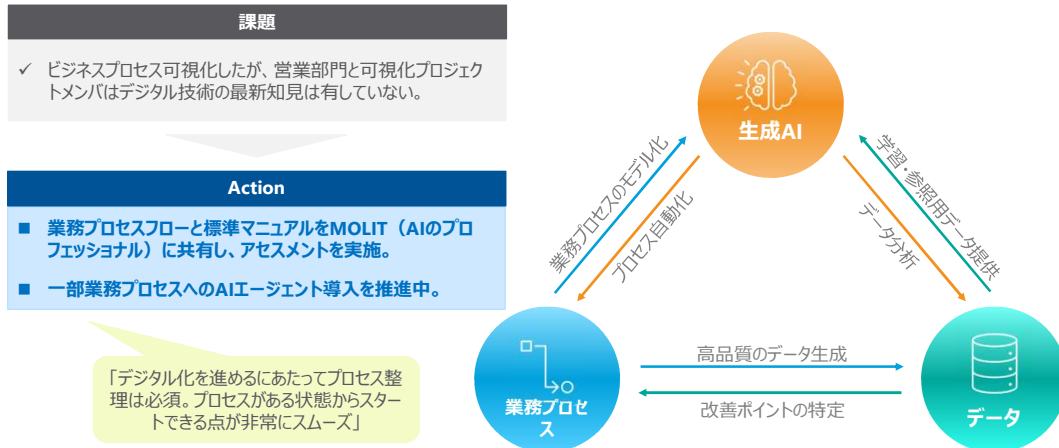 課題
✓ ビジネスプロセス可視化したが、営業部門と可視化プロジェク
トメンバはデジタル技術の最新知見は有していない。
Action
■ 業務プロセスフローと標準マニュアルをMOLIT（AIのプロ
フェッショナル）に共有し、アセスメントを実施。
■ 一部業務プロセスへのAIエージェント導入を推進中。
「デジタル化を進めるにあたってプロセス整
理は必須。プロセスがある状態からスター
トできる点が非常にスムーズ」
生成AI
業務プロセスのモデル化
プロセス自動化
学習・参照用データ提供
データ分析
業務プロセ
ス
高品質のデータ生成
改善ポイントの特定
データ